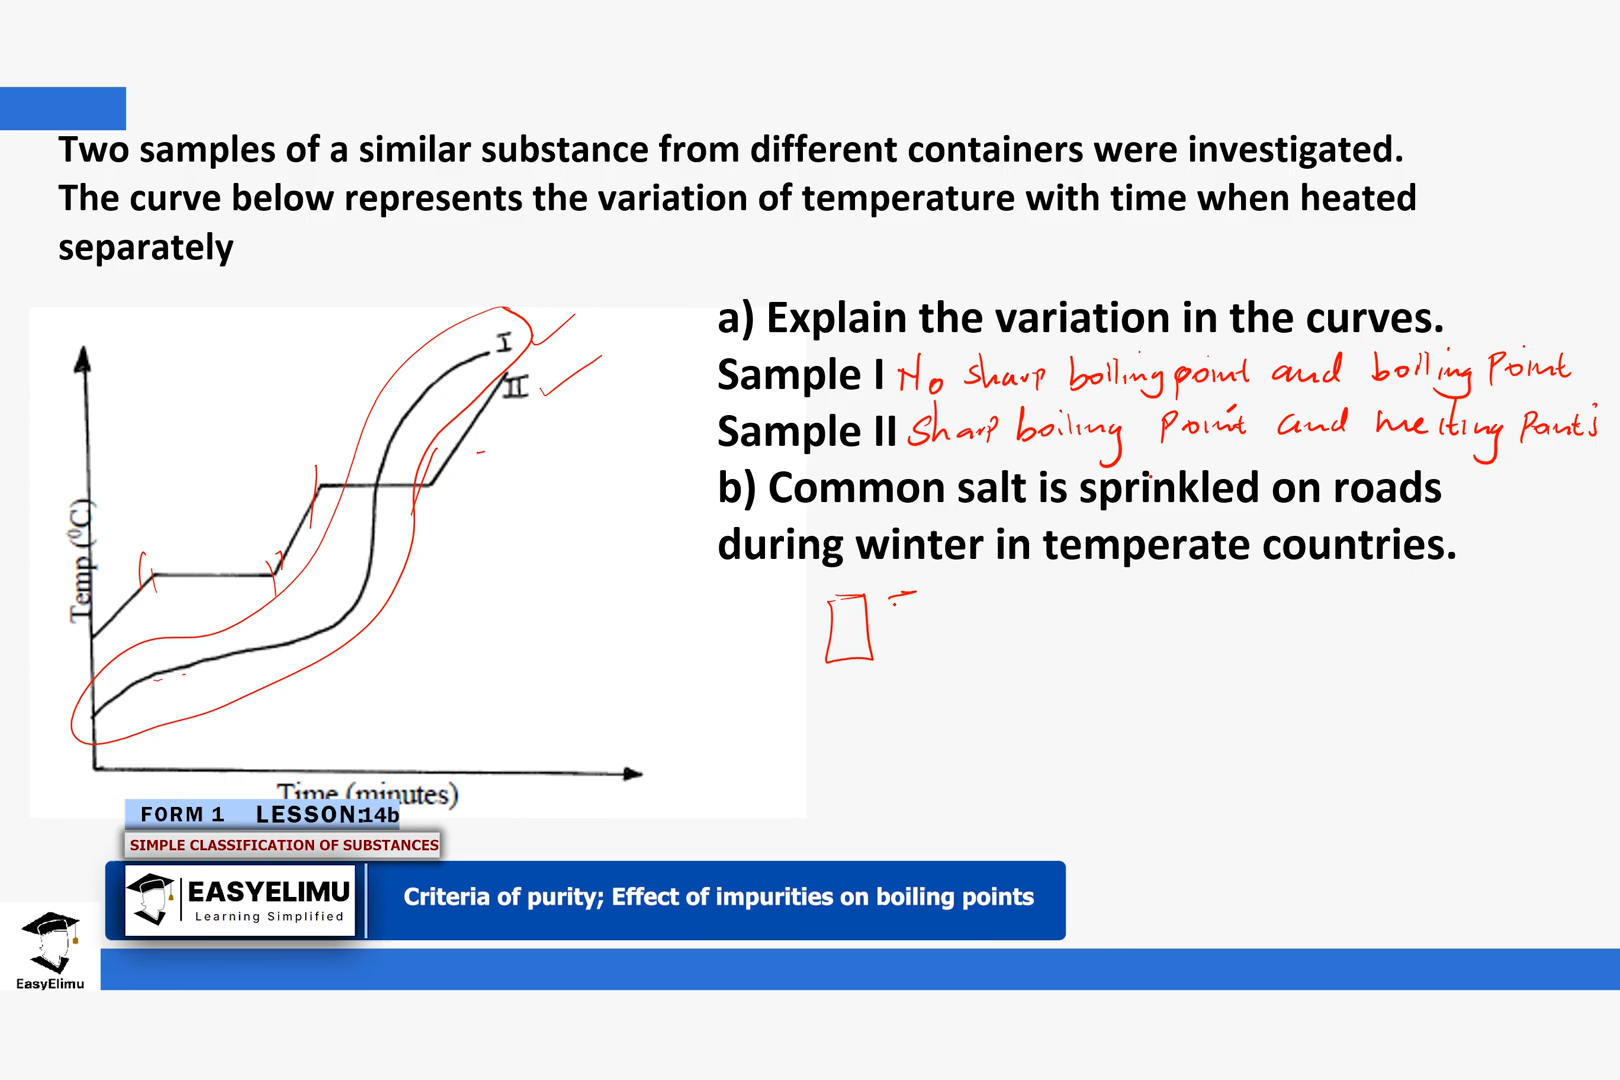 Two samples of a similar substance from different containers were investigated.
The curve below represents the variation of temperature with time when heated
separately
a) Explain the variation in the curves.
Sample I No sharp boiling point and boiling Point
Sample II Sharp boiling Point and melting Points
b) Common salt is sprinkled on roads
during winter in temperate countries.
I
II
Temp (⁰C)
Time (minutes)
FORM 1 LESSON:14b
SIMPLE CLASSIFICATION OF SUBSTANCES
EASYELIMU
Learning Simplified
Criteria of purity; Effect of impurities on boiling points
EasyElimu